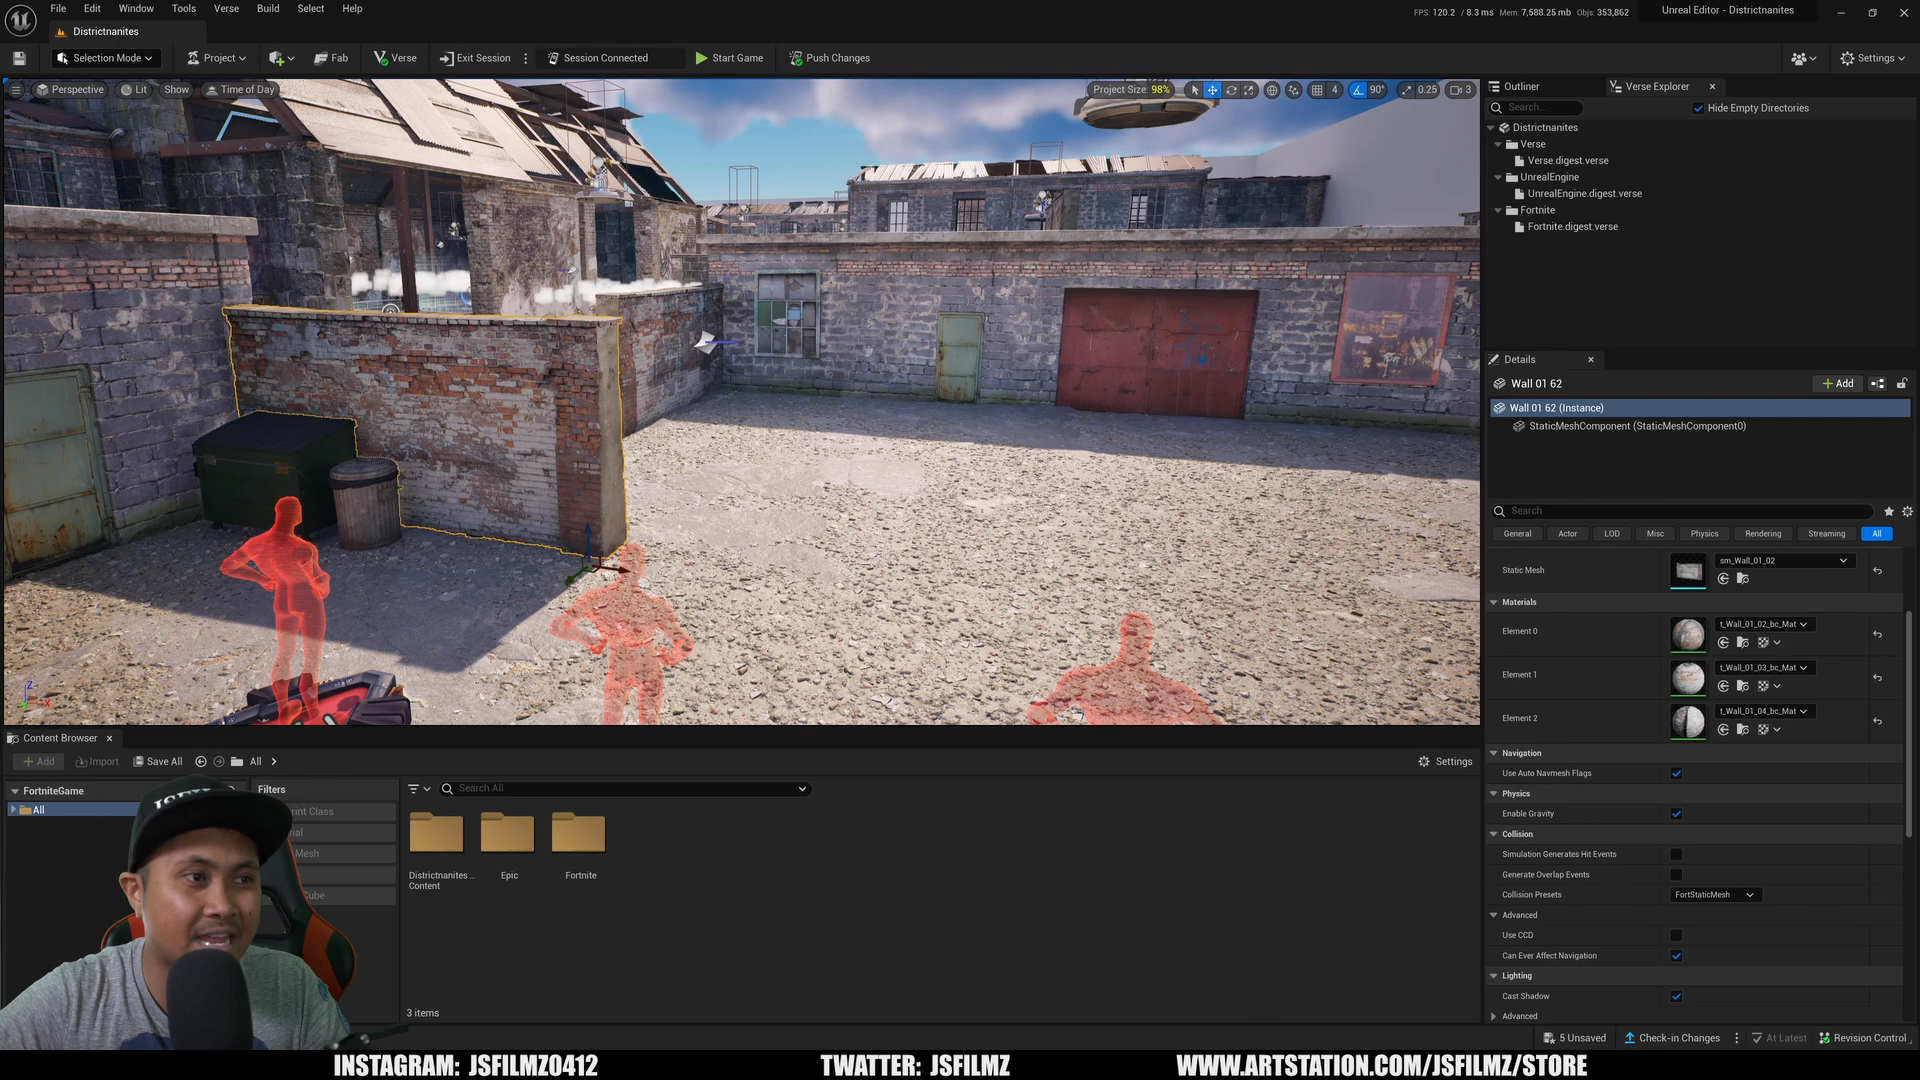 File Edit Window Tools Verse Build Select Help
FPS: 120.2 / 8.3 ms Mem: 7,588.25 mb Objs: 353,862
Unreal Editor - Districtnanites
Districtnanites
Selection Mode Project Fab Verse Exit Session Session Connected Start Game Push Changes Settings
Perspective Lit Show Time of Day
Project Size: 98% 4 90° 0.25 3
Outliner Verse Explorer
Search... Hide Empty Directories
Districtnanites
Verse
Verse.digest.verse
UnrealEngine
UnrealEngine.digest.verse
Fortnite
Fortnite.digest.verse
Details
Wall 01 62 + Add
Wall 01 62 (Instance)
StaticMeshComponent (StaticMeshComponent0)
Search
General Actor LOD Misc Physics Rendering Streaming All
Static Mesh sm_Wall_01_02
Materials
Element 0 t_Wall_01_02_bc_Mat
Element 1 t_Wall_01_03_bc_Mat
Element 2 t_Wall_01_04_bc_Mat
Navigation
Use Auto Navmesh Flags
Physics
Enable Gravity
Collision
Simulation Generates Hit Events
Generate Overlap Events
Collision Presets FortStaticMesh
Advanced
Use CCD
Can Ever Affect Navigation
Lighting
Cast Shadow
Advanced
Z
X
Content Browser
+ Add Import Save All All Settings
FortniteGame
All
Filters
rint Class
rial
Mesh
Cube
Search All
Districtnanites ...
Content
Epic
Fortnite
3 items
5 Unsaved Check-in Changes At Latest Revision Control
INSTAGRAM: JSFILMZ0412 TWATTER: JSFILMZ WWW.ARTSTATION.COM/JSFILMZ/STORE